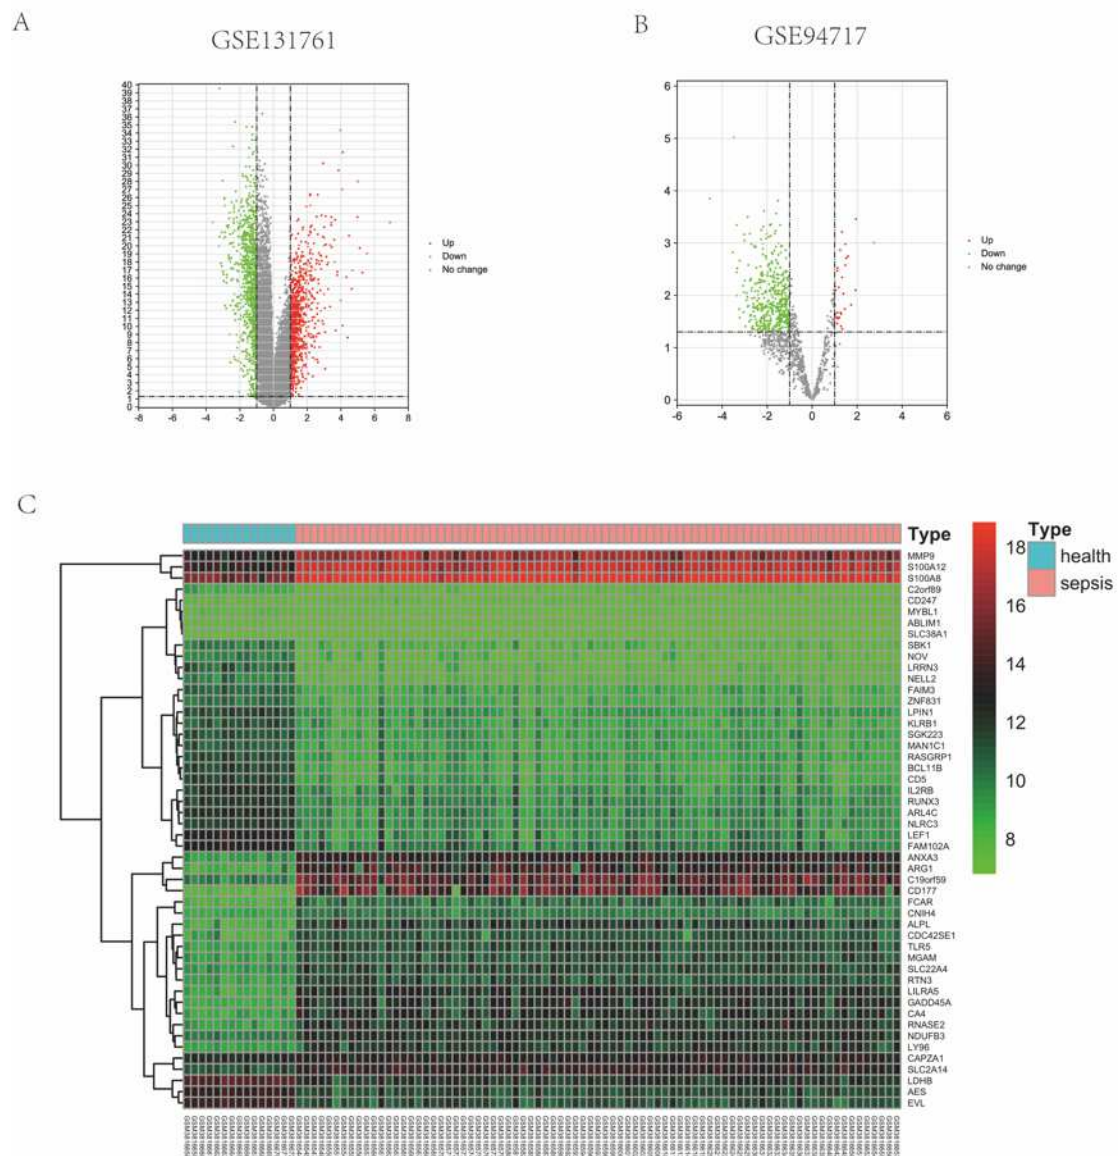 A
GSE131761
B
GSE94717
40
39
38
37
36
35
34
33
32
31
30
29
28
27
26
25
24
23
22
21
20
19
18
17
16
15
14
13
12
11
10
9
8
7
6
5
4
3
2
1
0
-8 -6 -4 -2 0 2 4 6 8
Up
Down
No change
6
5
4
3
2
1
0
-6 -4 -2 0 2 4 6
Up
Down
No change
C
Type
MMP9
S100A12
S100A8
C2orf89
CD247
MYBL1
ABLIM1
SLC38A1
SBK1
NOV
LRRN3
NELL2
FAIM3
ZNF831
LPIN1
KLRB1
SGK223
MAN1C1
RASGRP1
BCL11B
CD5
IL2RB
RUNX3
ARL4C
NLRC3
LEF1
FAM102A
ANXA3
ARG1
C19orf59
CD177
FCAR
CNIH4
ALPL
CDC42SE1
TLR5
MGAM
SLC22A4
RTN3
LILRA5
GADD45A
CA4
RNASE2
NDUFB3
LY96
CAPZA1
SLC2A14
LDHB
AES
EVL
18
16
14
12
10
8
Type
health
sepsis